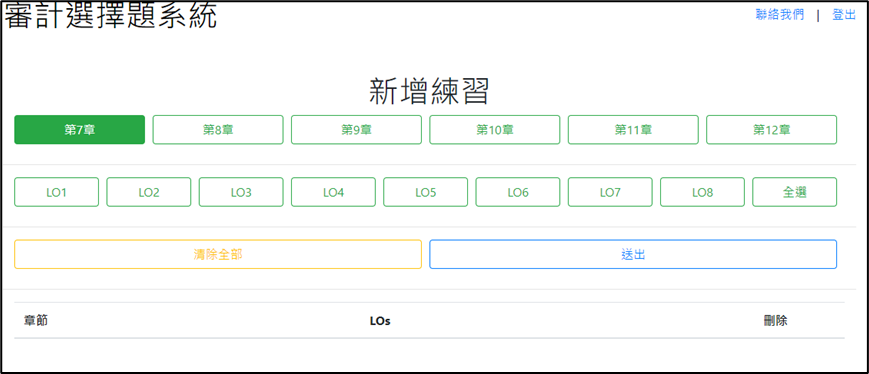 審計選擇題系統
聯絡我們 | 登出
新增練習
第7章 第8章 第9章 第10章 第11章 第12章
LO1 LO2 LO3 LO4 LO5 LO6 LO7 LO8 全選
清除全部 送出
章節 LOs 刪除